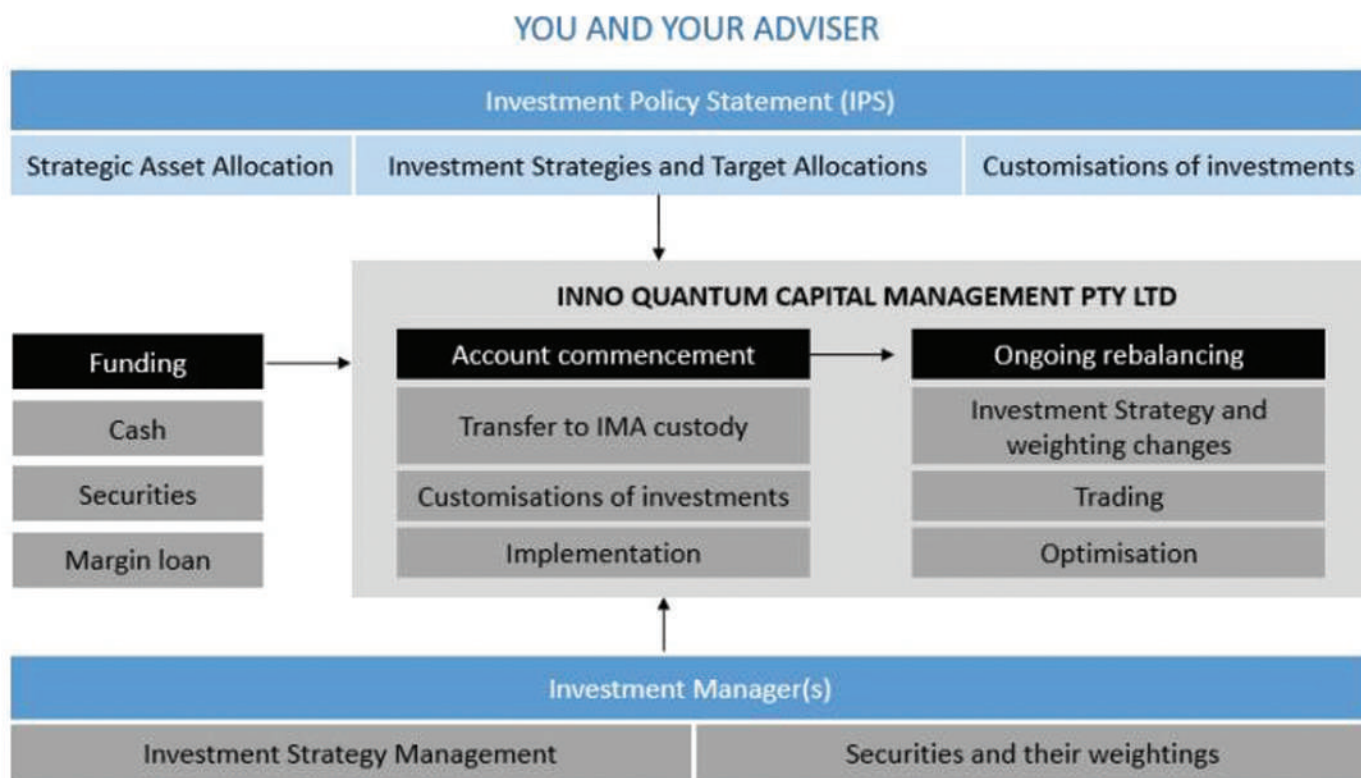 YOU AND YOUR ADVISER
Investment Policy Statement (IPS)
Strategic Asset Allocation
Investment Strategies and Target Allocations
Customisations of investments
INNO QUANTUM CAPITAL MANAGEMENT PTY LTD
Funding
Cash
Securities
Margin loan
Account commencement
Transfer to IMA custody
Customisations of investments
Implementation
Ongoing rebalancing
Investment Strategy and
weighting changes
Trading
Optimisation
Investment Manager(s)
Investment Strategy Management
Securities and their weightings